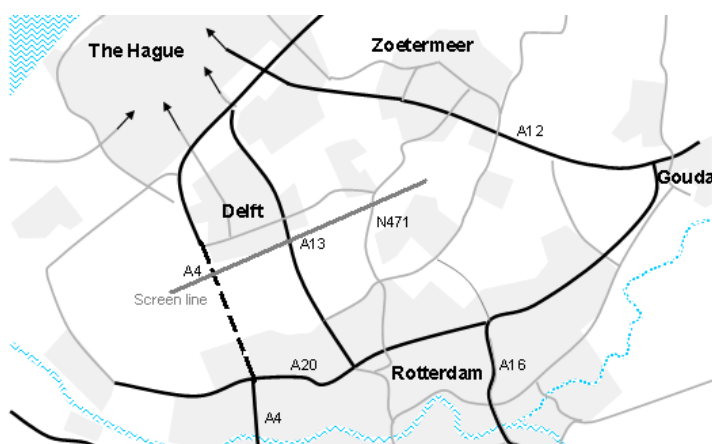 Zoetermeer
The Hague
A12
Gouda
Delft
N471
A13
A4
Screen line
A20
Rotterdam
A16
A4